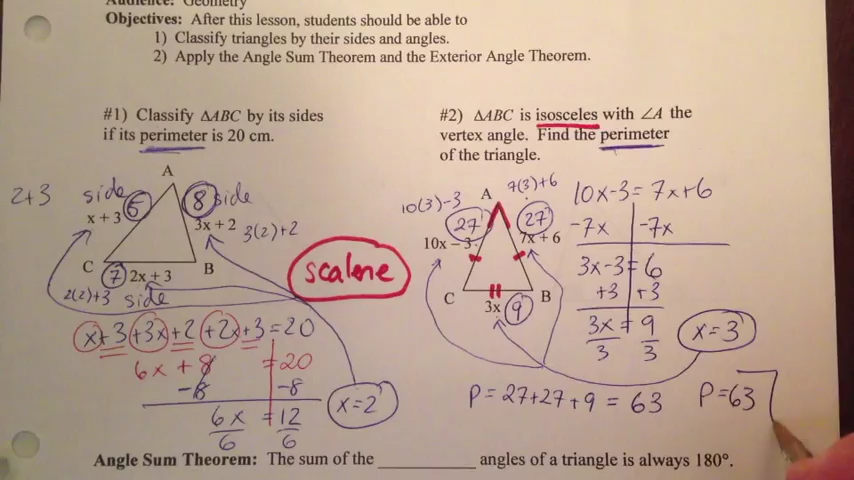 Audience: Geometry
Objectives: After this lesson, students should be able to
1) Classify triangles by their sides and angles.
2) Apply the Angle Sum Theorem and the Exterior Angle Theorem.
#1) Classify ΔABC by its sides
if its perimeter is 20 cm.
A
2+3 side 5 8 side
x + 3 3x + 2 3(2)+2
C 7 2x + 3 B
2(2)+3 side
scalene
x+3+3x+2+2x+3=20
6x + 8 = 20
-8 -8
6x = 12
6 6
x=2
#2) ΔABC is isosceles with ∠A the
vertex angle. Find the perimeter
of the triangle.
10(3)-3 A 7(3)+6
27 27
10x – 3 7x + 6
C B
3x 9
10x-3=7x+6
-7x -7x
3x-3=6
+3 +3
3x = 9
3 3
x=3
P=27+27+9=63 P=63
Angle Sum Theorem: The sum of the __________ angles of a triangle is always 180°.